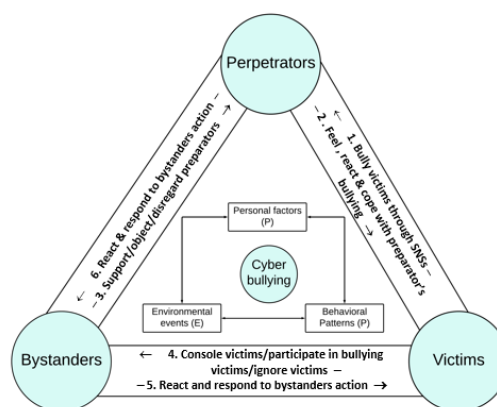 Perpetrators
← 6. React & respond to bystanders action –
– 3. Support/object/disregard preparators →
← 1. Bully victims through SNSs –
– 2 . Feel , react & cope with preparator's
bullying →
Personal factors
(P)
Cyber
bullying
Environmental
events (E)
Behavioral
Patterns (P)
Bystanders
← 4. Console victims/participate in bullying
victims/ignore victims –
– 5. React and respond to bystanders action →
Victims